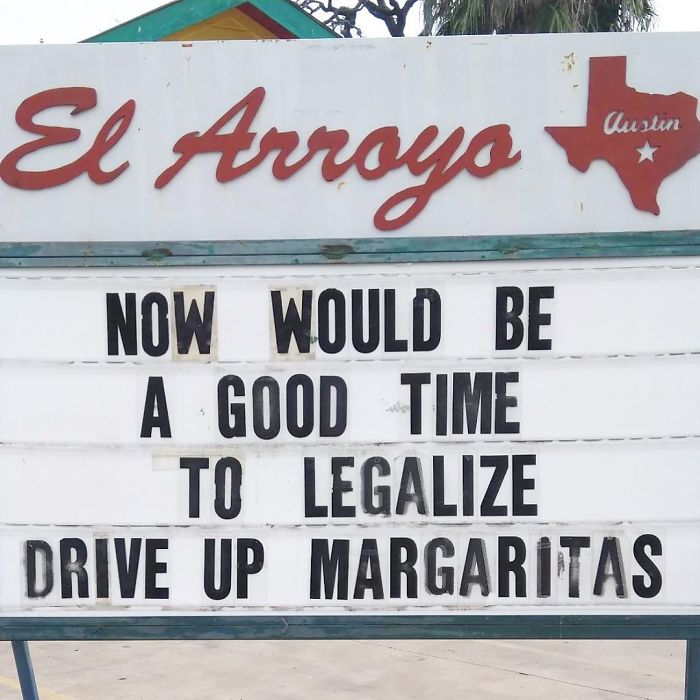 El Arroyo
Austin
NOW WOULD BE
A GOOD TIME
TO LEGALIZE
DRIVE UP MARGARITAS